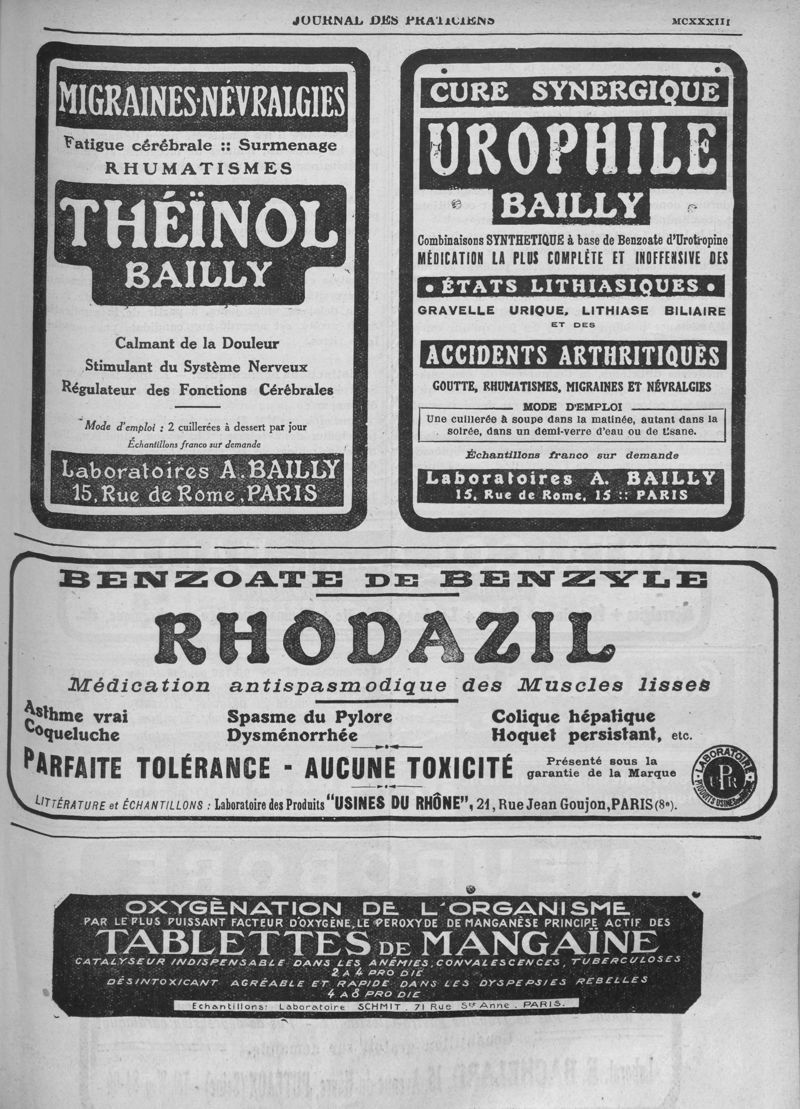 JOURNAL DES PRATICIENS
MCXXXIII
MIGRAINES-NÉVRALGIES
Fatigue cérébrale :: Surmenage
RHUMATISMES
THÉÏNOL
BAILLY
Calmant de la Douleur
Stimulant du Système Nerveux
Régulateur des Fonctions Cérébrales
Mode d'emploi : 2 cuillerées à dessert par jour
Échantillons franco sur demande
Laboratoires A. BAILLY
15, Rue de Rome, PARIS
CURE SYNERGIQUE
UROPHILE
BAILLY
Combinaisons SYNTHETIQUE à base de Benzoate d'Urotropine
MÉDICATION LA PLUS COMPLÈTE ET INOFFENSIVE DES
• ÉTATS LITHIASIQUES •
GRAVELLE URIQUE, LITHIASE BILIAIRE
ET DES
ACCIDENTS ARTHRITIQUES
GOUTTE, RHUMATISMES, MIGRAINES ET NÉVRALGIES
MODE D'EMPLOI
Une cuillerée à soupe dans la matinée, autant dans la
soirée, dans un demi-verre d'eau ou de tisane.
Échantillons franco sur demande
Laboratoires A. BAILLY
15, Rue de Rome, 15 :: PARIS
BENZOATE DE BENZYLE
RHODAZIL
Médication antispasmodique des Muscles lisses
Asthme vrai
Coqueluche
Spasme du Pylore
Dysménorrhée
Colique hépatique
Hoquet persistant, etc.
PARFAITE TOLÉRANCE - AUCUNE TOXICITÉ
Présenté sous la
garantie de la Marque
LABORATOIRE
PRODUITS USINES
UPR
LITTÉRATURE et ÉCHANTILLONS : Laboratoire des Produits "USINES DU RHÔNE", 21, Rue Jean Goujon, PARIS (8e).
OXYGÈNATION DE L'ORGANISME
PAR LE PLUS PUISSANT FACTEUR D'OXYGÈNE, LE PEROXYDE DE MANGANÈSE PRINCIPE ACTIF DES
TABLETTES DE MANGAÏNE
CATALYSEUR INDISPENSABLE DANS LES ANÉMIES, CONVALESCENCES, TUBERCULOSES
2 A 4 PRO DIE
DÉSINTOXICANT AGRÉABLE ET RAPIDE DANS LES DYSPEPSIES REBELLES
4 A 8 PRO DIE
Echantillons: Laboratoire SCHMIT. 71 Rue Ste Anne. PARIS.